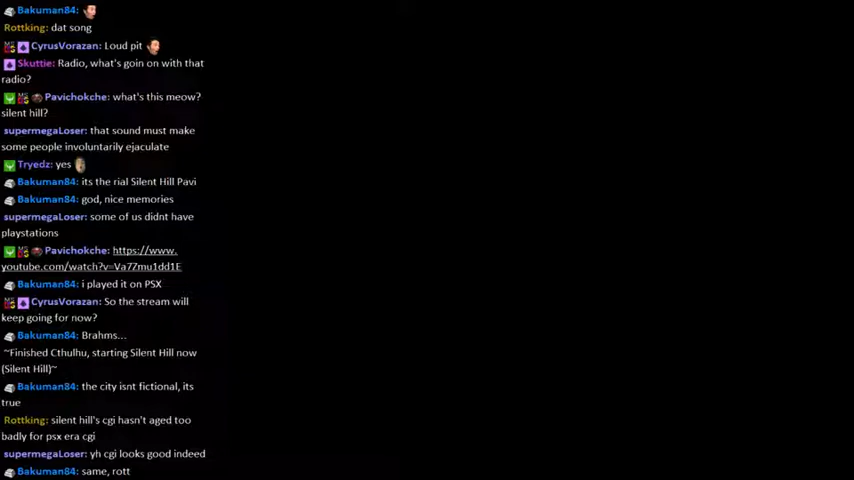 Bakuman84:
Rottking: dat song
CyrusVorazan: Loud pit
Skuttie: Radio, what's goin on with that
radio?
Pavichokche: what's this meow?
silent hill?
supermegaLoser: that sound must make
some people involuntarily ejaculate
Tryedz: yes
Bakuman84: its the rial Silent Hill Pavi
Bakuman84: god, nice memories
supermegaLoser: some of us didnt have
playstations
Pavichokche: https://www.
youtube.com/watch?v=Va7Zmu1dd1E
Bakuman84: i played it on PSX
CyrusVorazan: So the stream will
keep going for now?
Bakuman84: Brahms...
~Finished Cthulhu, starting Silent Hill now
(Silent Hill)~
Bakuman84: the city isnt fictional, its
true
Rottking: silent hill's cgi hasn't aged too
badly for psx era cgi
supermegaLoser: yh cgi looks good indeed
Bakuman84: same, rott